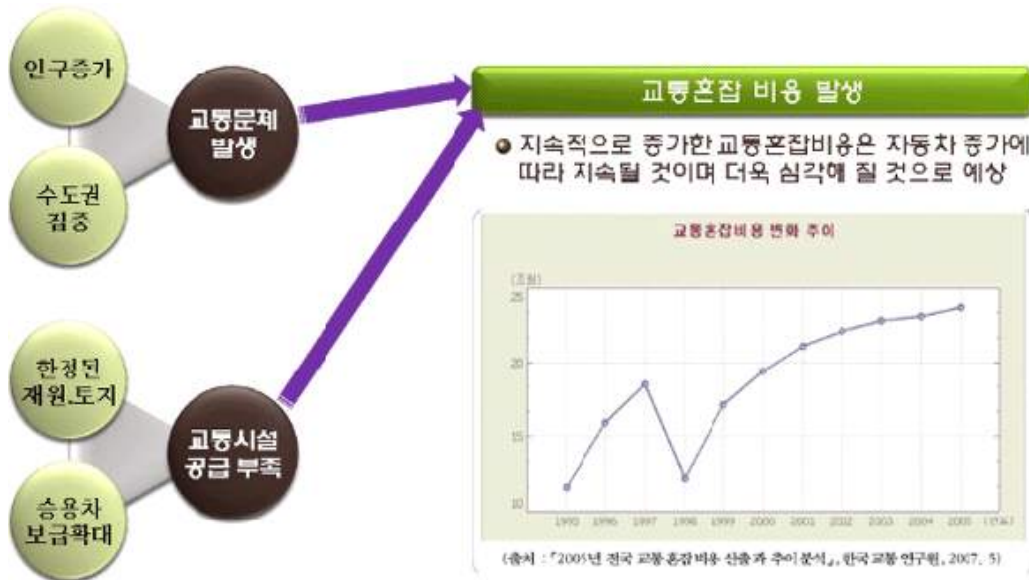 인구증가
수도권
집중
교통문제
발생
한정된
재원.토지
승용차
보급확대
교통시설
공급 부족
교통혼잡 비용 발생
지속적으로 증가한 교통혼잡비용은 자동차 증가에
따라 지속될 것이며 더욱 심각해 질 것으로 예상
교통혼잡비용 변화 추이
(조원)
25
20
15
10
1996 1997 1998 1999 2000 2001 2002 2003 2004 2005
(출처 : 『2005년 전국 교통혼잡비용 산출과 추이분석』, 한국교통연구원, 2007. 5)